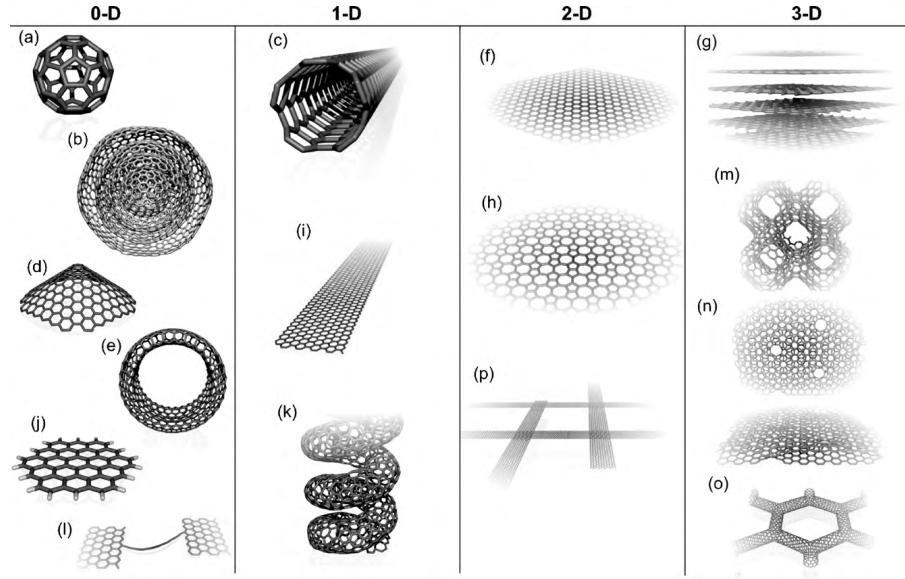 0-D
1-D
2-D
3-D
(a)
(b)
(d)
(e)
(j)
(l)
(c)
(i)
(k)
(f)
(h)
(p)
(g)
(m)
(n)
(o)